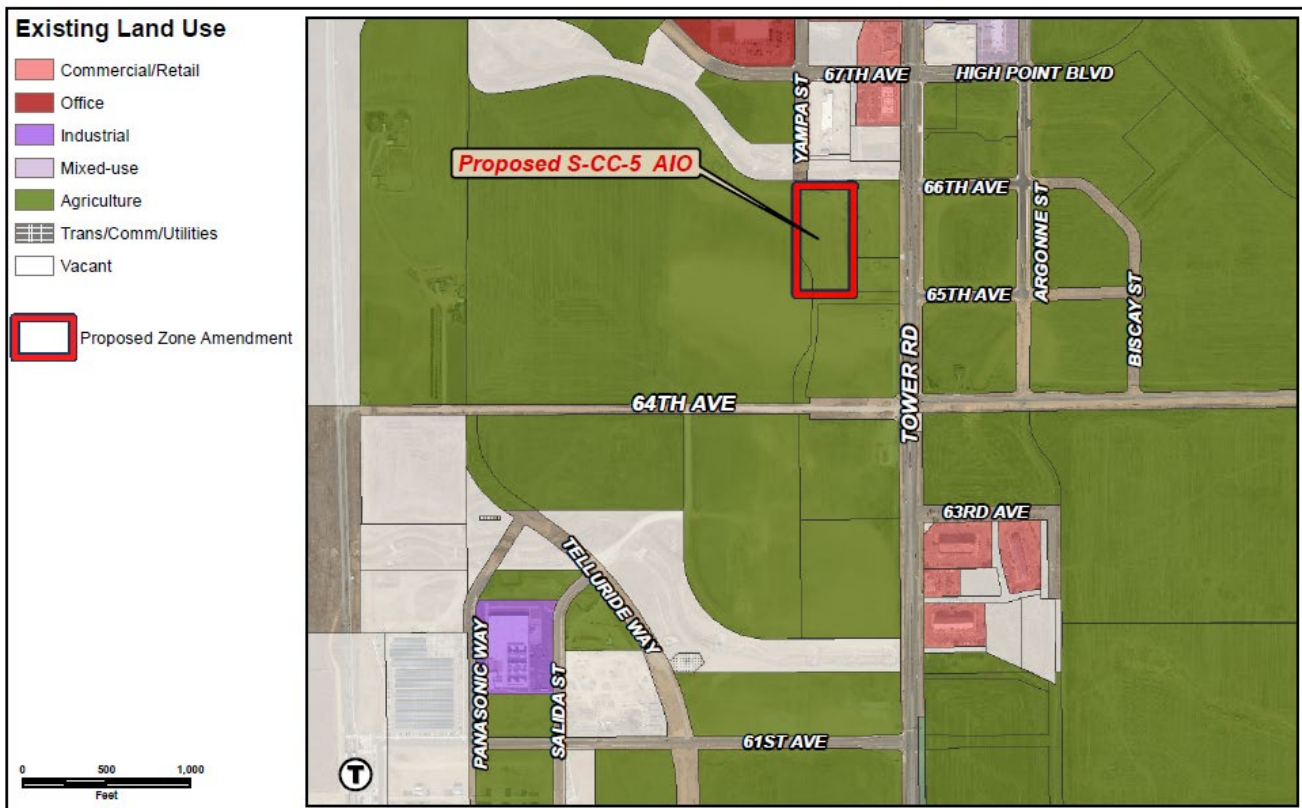 Existing Land Use
Commercial/Retail
Office
Industrial
Mixed-use
Agriculture
Trans/Comm/Utilities
Vacant
Proposed Zone Amendment
0 500 1,000
Feet
67TH AVE
HIGH POINT BLVD
YAMPA ST
Proposed S-CC-5 AIO
66TH AVE
ARGONNE ST
65TH AVE
BISCAY ST
TOWER RD
64TH AVE
63RD AVE
TELLURIDE WAY
PANASONIC WAY
SALIDA ST
61ST AVE
T